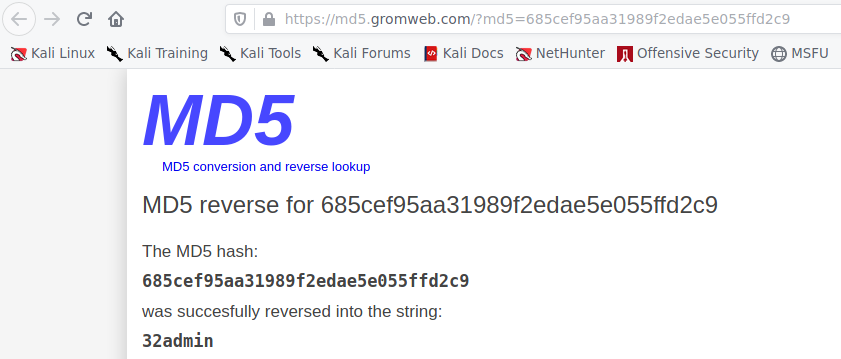 https://md5.gromweb.com/?md5=685cef95aa31989f2edae5e055ffd2c9
Kali Linux Kali Training Kali Tools Kali Forums Kali Docs NetHunter Offensive Security MSFU
MD5
MD5 conversion and reverse lookup
MD5 reverse for 685cef95aa31989f2edae5e055ffd2c9
The MD5 hash:
685cef95aa31989f2edae5e055ffd2c9
was succesfully reversed into the string:
32admin